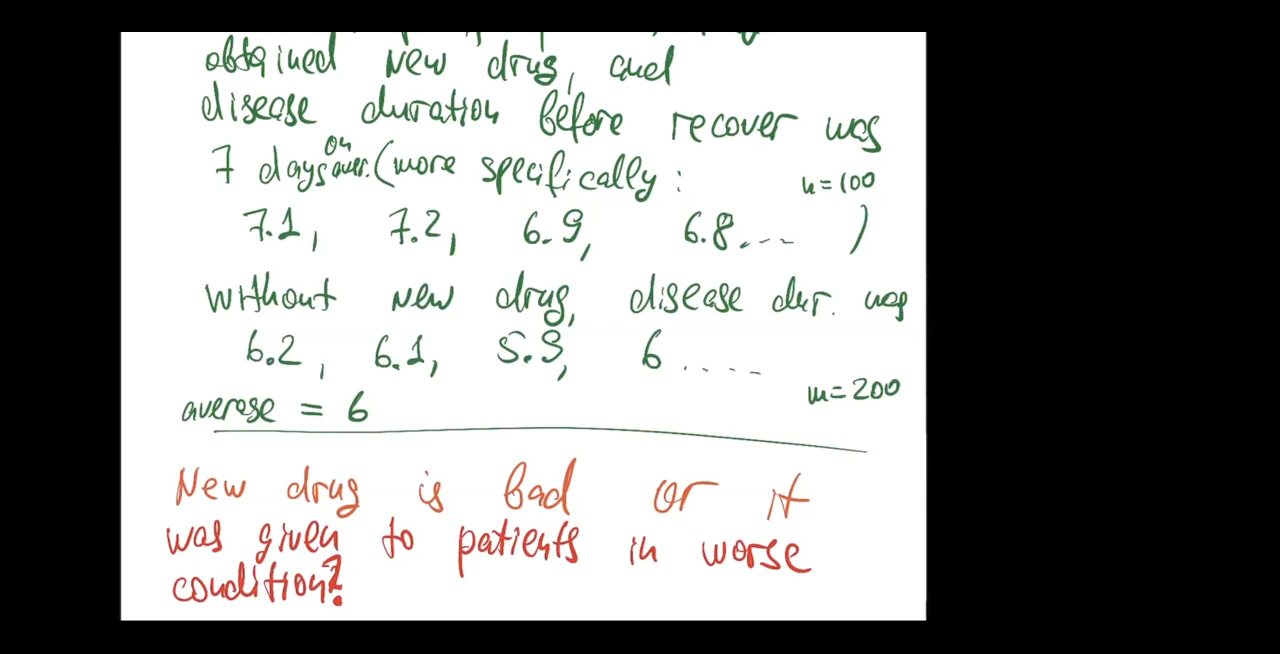 obtained New drug, and
disease duration before recover was
7 days on aver. (more specifically:
n=100
7.1, 7.2, 6.9, 6.8.... )
without new drug, disease dur. was
6.2, 6.1, 5.9, 6.....
m=200
average = 6
New drug is bad or it
was given to patients in worse
condition?